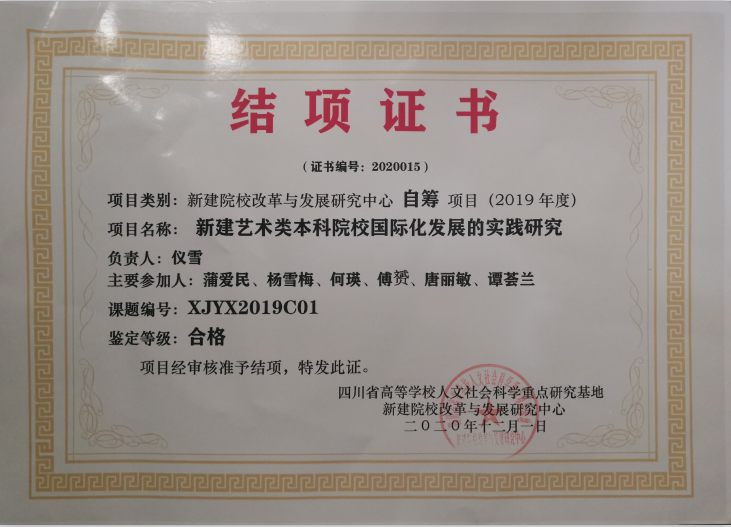 结项证书
（证书编号：2020015）
项目类别：新建院校改革与发展研究中心 自筹 项目（2019 年度）
项目名称： 新建艺术类本科院校国际化发展的实践研究
负责人：仪雪
主要参加人：蒲爱民、杨雪梅、何瑛、傅赟、唐丽敏、谭荟兰
课题编号：XJYX2019C01
鉴定等级：合格
项目经审核准予结项，特发此证。
四川省高等学校人文社会科学重点研究基地
新建院校改革与发展研究中心
二〇二〇年十二月一日